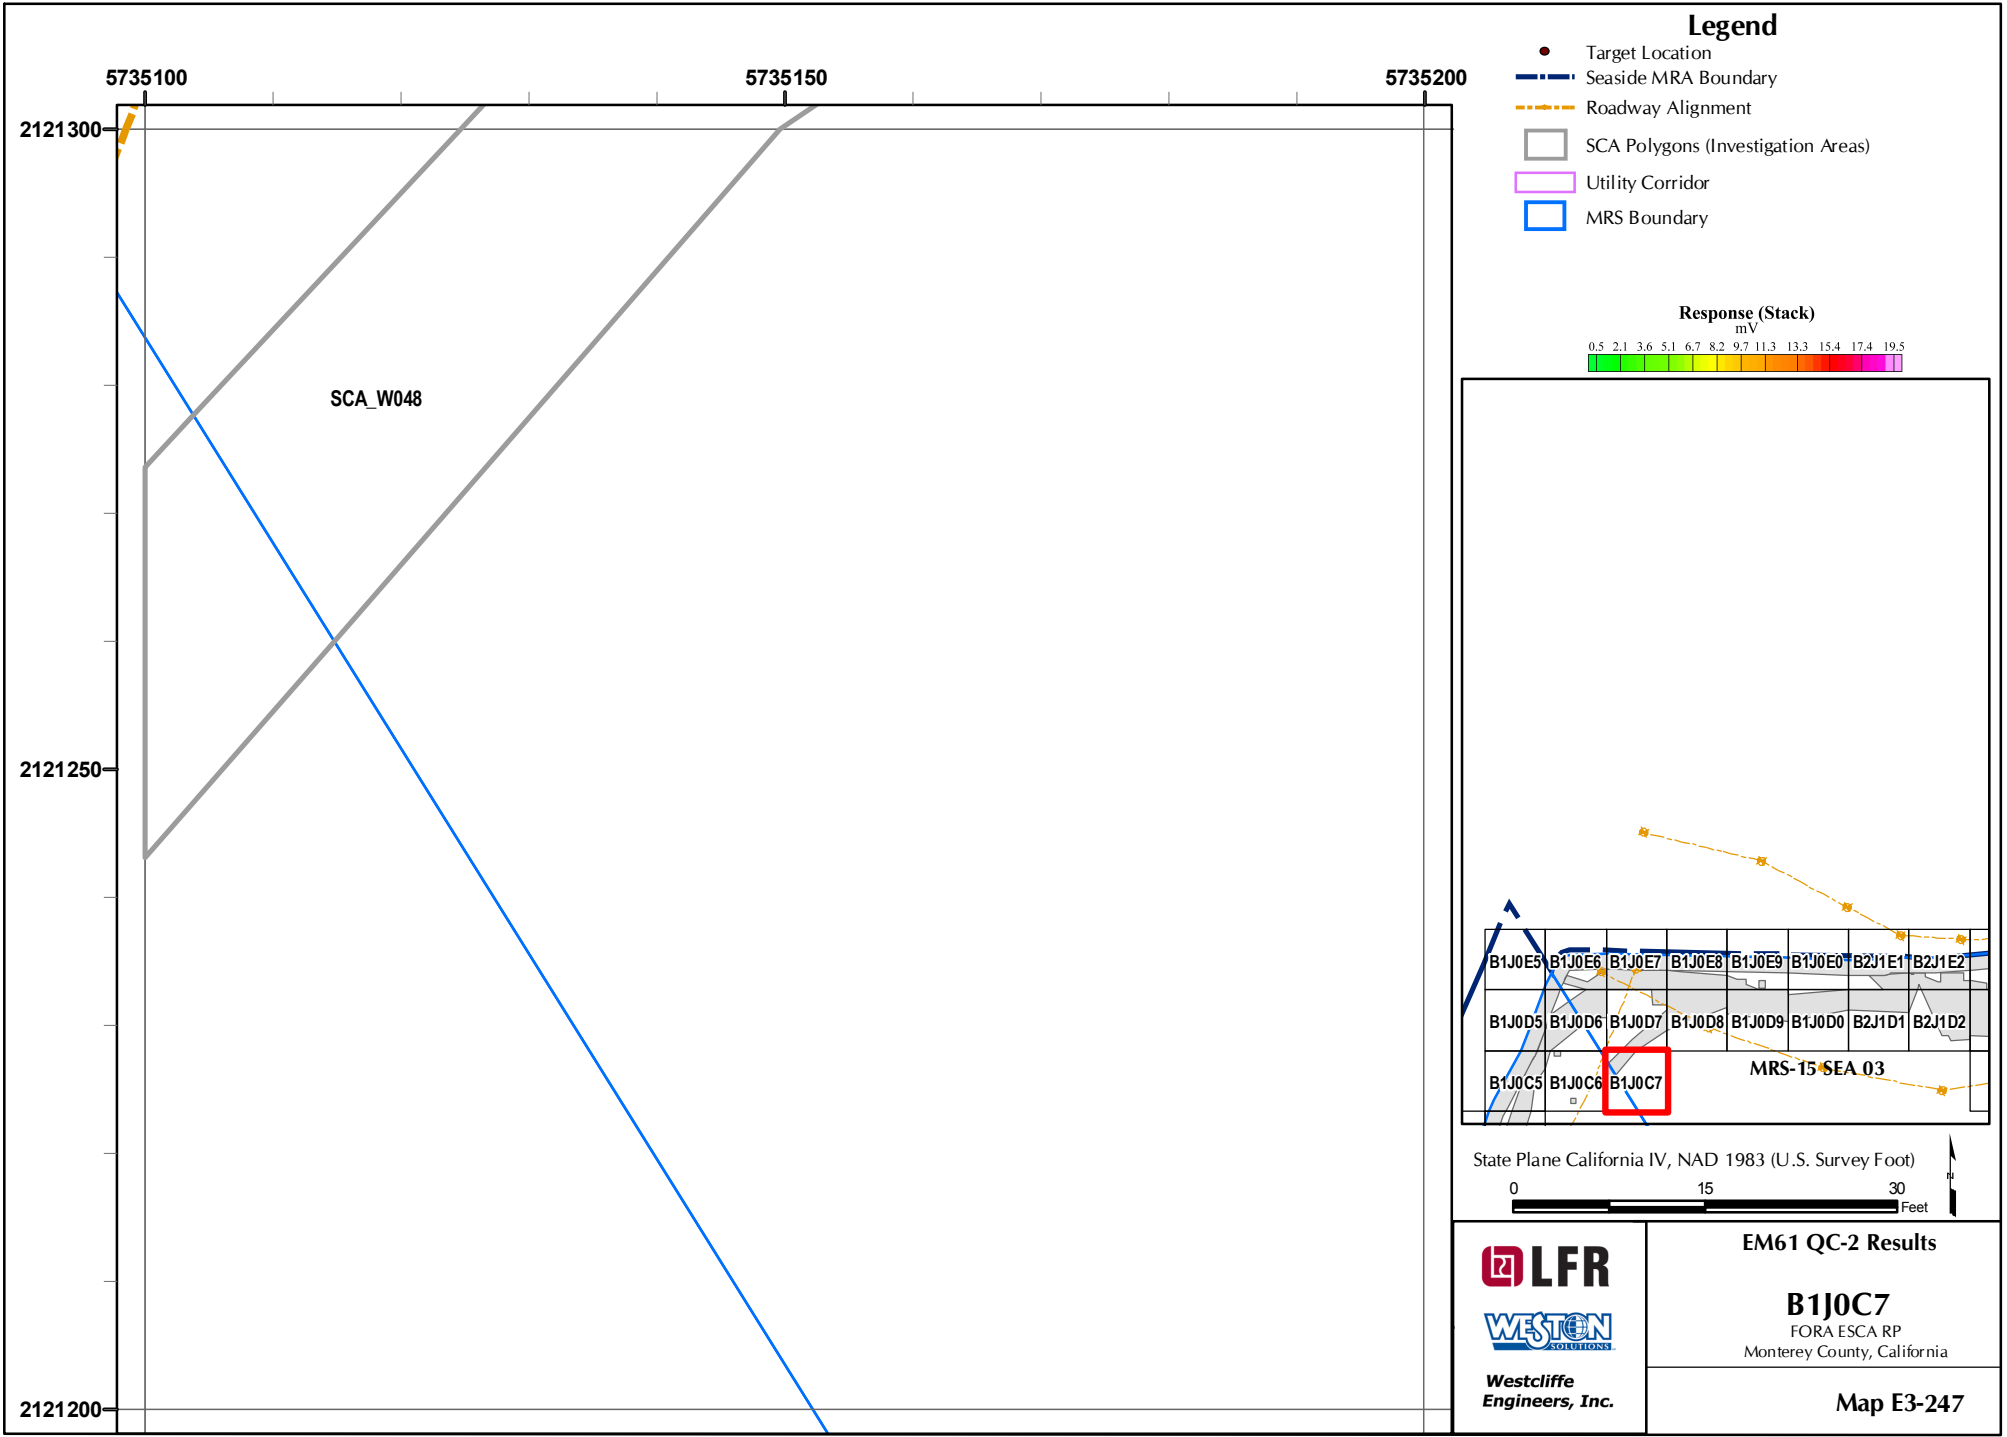 5735100 5735150 5735200
2121300
2121250
2121200
SCA_W048
Legend
Target Location
Seaside MRA Boundary
Roadway Alignment
SCA Polygons (Investigation Areas)
Utility Corridor
MRS Boundary
Response (Stack)
mV
0.5 2.1 3.6 5.1 6.7 8.2 9.7 11.3 13.3 15.4 17.4 19.5
B1J0E5 B1J0E6 B1J0E7 B1J0E8 B1J0E9 B1J0E0 B2J1E1 B2J1E2
B1J0D5 B1J0D6 B1J0D7 B1J0D8 B1J0D9 B1J0D0 B2J1D1 B2J1D2
MRS-15 SEA 03
B1J0C5 B1J0C6 B1J0C7
State Plane California IV, NAD 1983 (U.S. Survey Foot)
N
0 15 30
Feet
LFR
WESTON
SOLUTIONS
Westcliffe
Engineers, Inc.
EM61 QC-2 Results
B1J0C7
FORA ESCA RP
Monterey County, California
Map E3-247